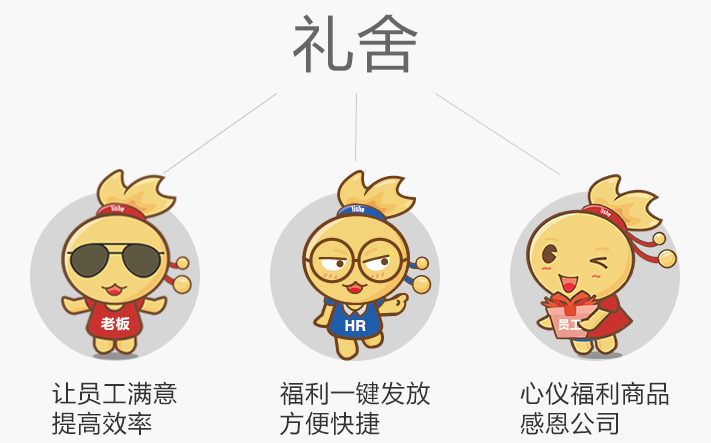 礼舍
lishe
lishe
lishe
老板
HR
员工
让员工满意
提高效率
福利一键发放
方便快捷
心仪福利商品
感恩公司